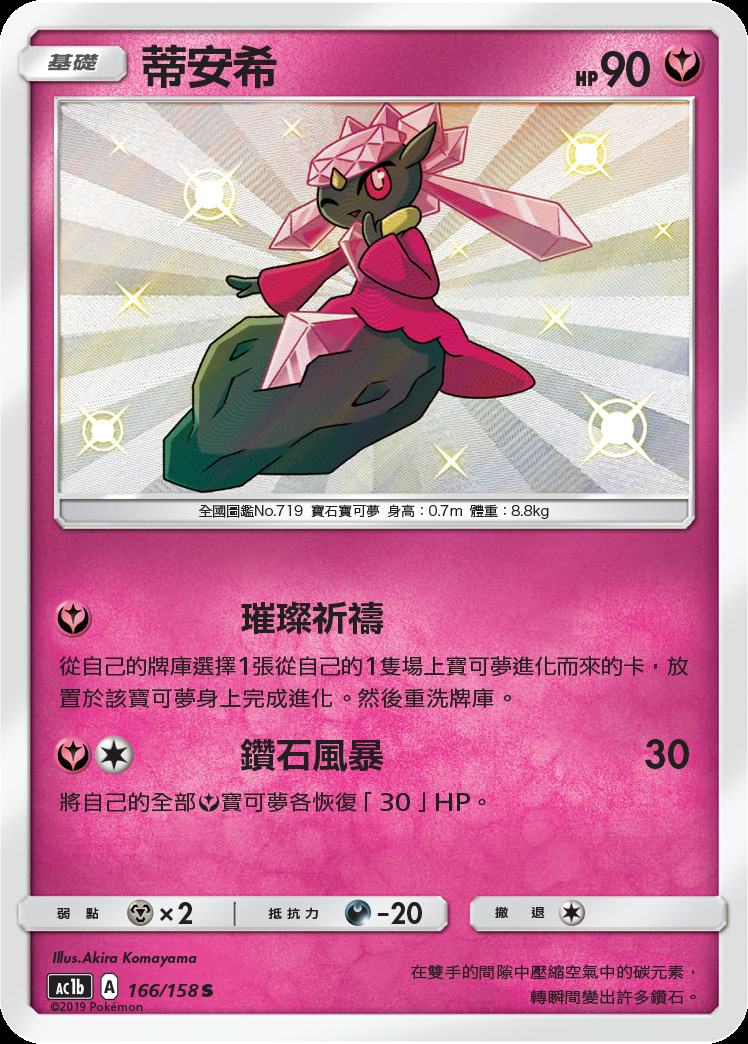 基礎 蒂安希 HP 90
全國圖鑑No.719 寶石寶可夢 身高：0.7m 體重：8.8kg
璀璨祈禱
從自己的牌庫選擇1張從自己的1隻場上寶可夢進化而來的卡，放
置於該寶可夢身上完成進化。然後重洗牌庫。
鑽石風暴 30
將自己的全部寶可夢各恢復「30」HP。
弱點 ×2 抵抗力 -20 撤退
Illus.Akira Komayama
AC1b A 166/158 S
©2019 Pokémon
在雙手的間隙中壓縮空氣中的碳元素，
轉瞬間變出許多鑽石。